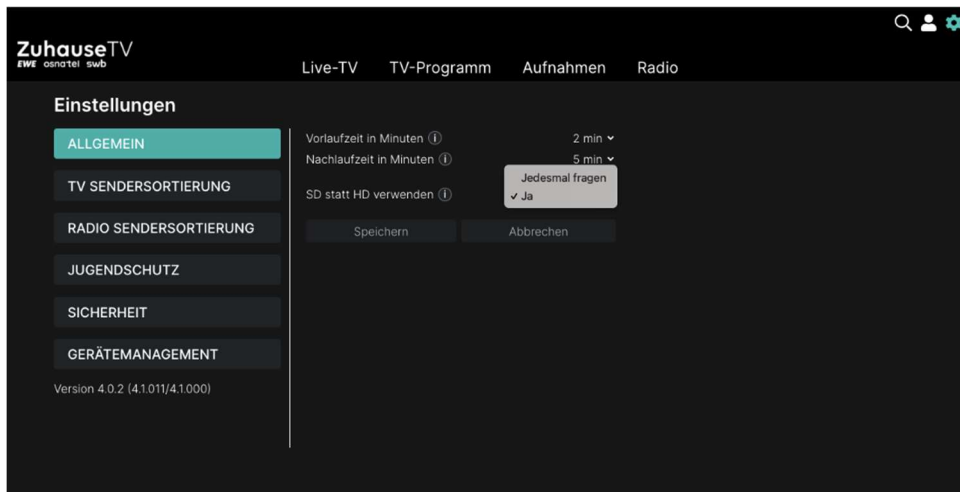 ZuhauseTV
EWE osnatel swb
Live-TV TV-Programm Aufnahmen Radio
Einstellungen
ALLGEMEIN
TV SENDERSORTIERUNG
RADIO SENDERSORTIERUNG
JUGENDSCHUTZ
SICHERHEIT
GERÄTEMANAGEMENT
Version 4.0.2 (4.1.011/4.1.000)
Vorlaufzeit in Minuten 2 min
Nachlaufzeit in Minuten 5 min
SD statt HD verwenden
Jedesmal fragen
✓ Ja
Speichern Abbrechen